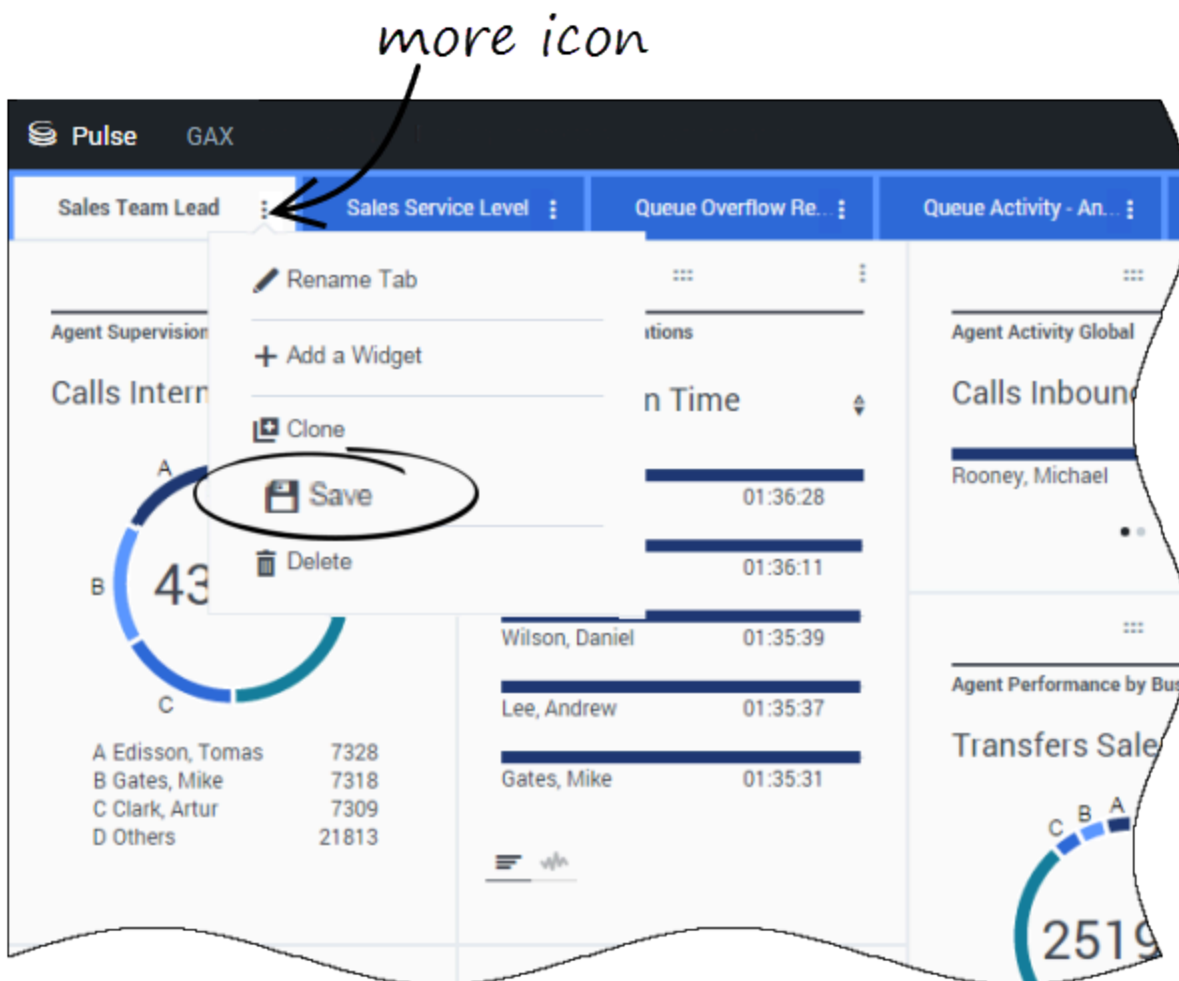 more icon
Pulse GAX
Sales Team Lead
Sales Service Level
Queue Overflow Re...
Queue Activity - An...
Rename Tab
Add a Widget
Clone
Save
Delete
Agent Supervision
Calls Intern
A
B
43
C
A Edisson, Tomas 7328
B Gates, Mike 7318
C Clark, Artur 7309
D Others 21813
n Time
01:36:28
01:36:11
Wilson, Daniel 01:35:39
Lee, Andrew 01:35:37
Gates, Mike 01:35:31
Agent Activity Global
Calls Inboun
Rooney, Michael
Agent Performance by Bus
Transfers Sale
C B A
2519